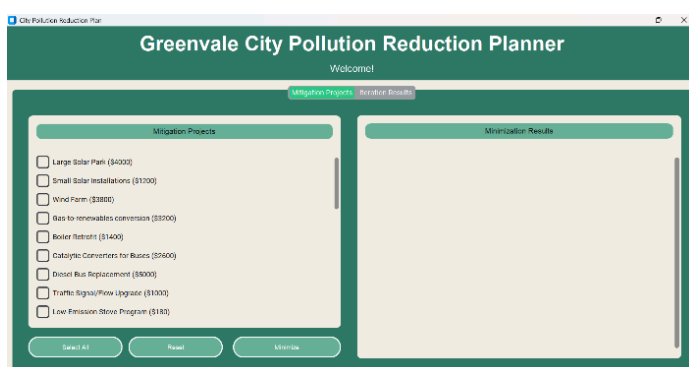 City Pollution Reduction Plan
Greenvale City Pollution Reduction Planner
Welcome!
Mitigation Projects
Iteration Results
Mitigation Projects
Large Solar Park ($4000)
Small Solar Installations ($1200)
Wind Farm ($3800)
Gas-to-renewables conversion ($3200)
Boiler Retrofit ($1400)
Catalytic Converters for Buses ($2600)
Diesel Bus Replacement ($5000)
Traffic Signal/Flow Upgrade ($1000)
Low-Emission Stove Program ($180)
Select All
Reset
Minimize
Minimization Results